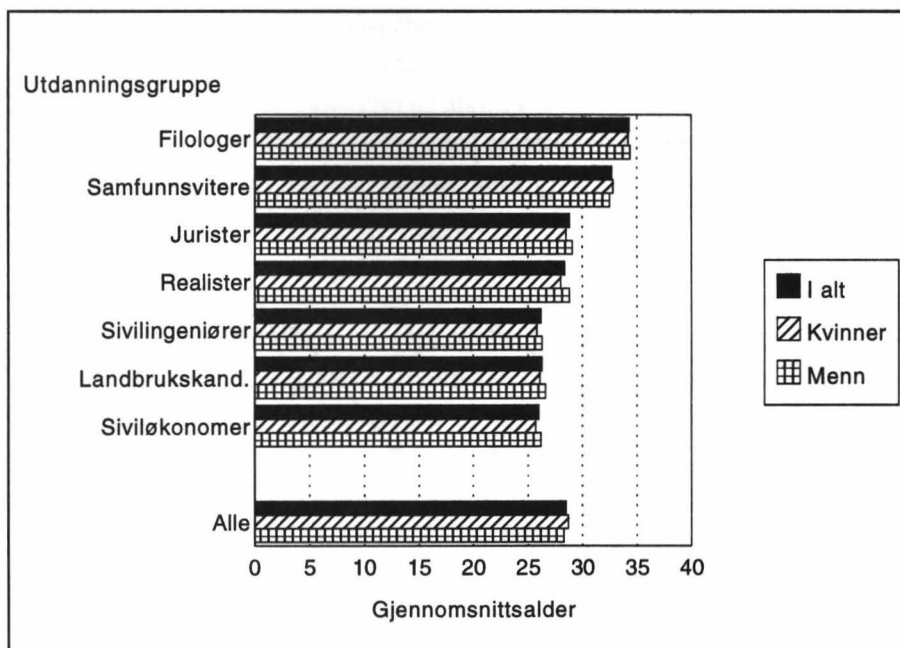 Utdanningsgruppe
Filologer
Samfunnsvitere
Jurister
Realister
Sivilingeniører
Landbrukskand.
Siviløkonomer
Alle
0 5 10 15 20 25 30 35 40
Gjennomsnittsalder
I alt
Kvinner
Menn